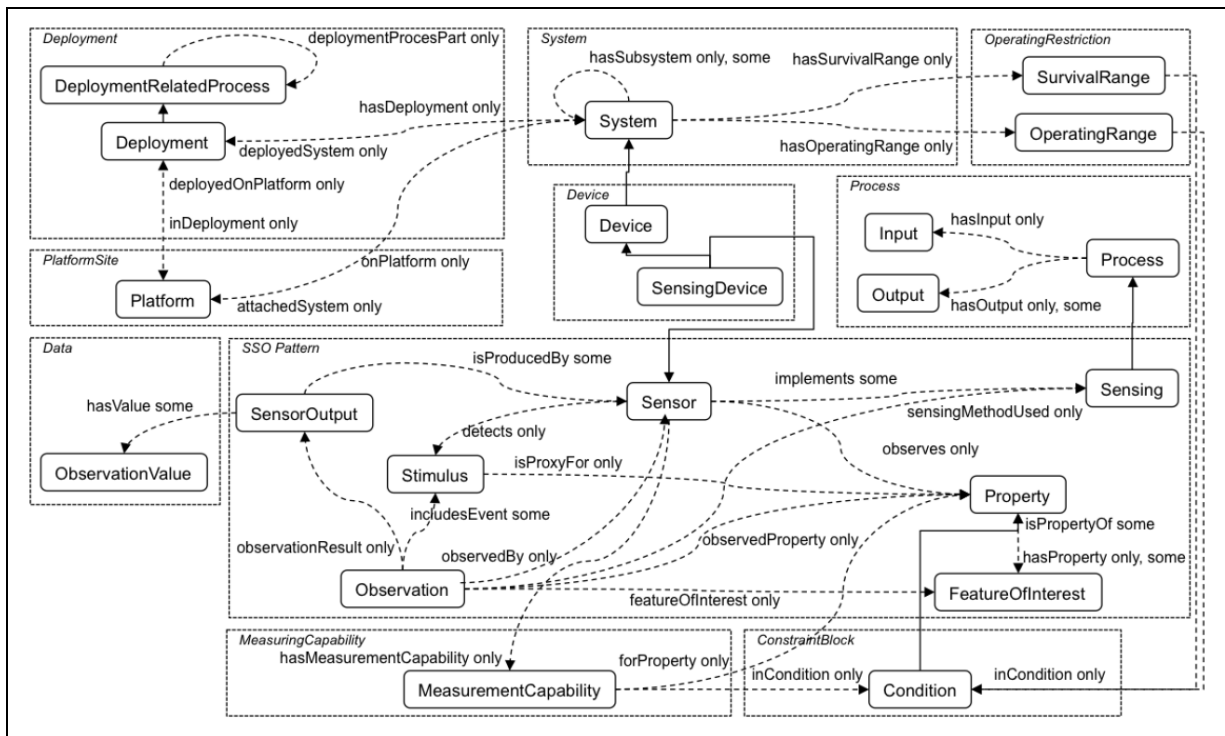 Deployment
deploymentProcesPart only
DeploymentRelatedProcess
hasDeployment only
Deployment
deployedSystem only
deployedOnPlatform only
inDeployment only
System
hasSubsystem only, some
hasSurvivalRange only
System
hasOperatingRange only
OperatingRestriction
SurvivalRange
OperatingRange
Device
Device
SensingDevice
Process
hasInput only
Input
Process
Output
hasOutput only, some
PlatformSite
onPlatform only
Platform
attachedSystem only
Data
hasValue some
ObservationValue
SSO Pattern
isProducedBy some
SensorOutput
Sensor
implements some
Sensing
sensingMethodUsed only
detects only
observes only
Stimulus
isProxyFor only
Property
includesEvent some
isPropertyOf some
observationResult only
observedBy only
observedProperty only
hasProperty only, some
Observation
featureOfInterest only
FeatureOfInterest
MeasuringCapability
hasMeasurementCapability only
forProperty only
MeasurementCapability
ConstraintBlock
inCondition only
Condition
inCondition only